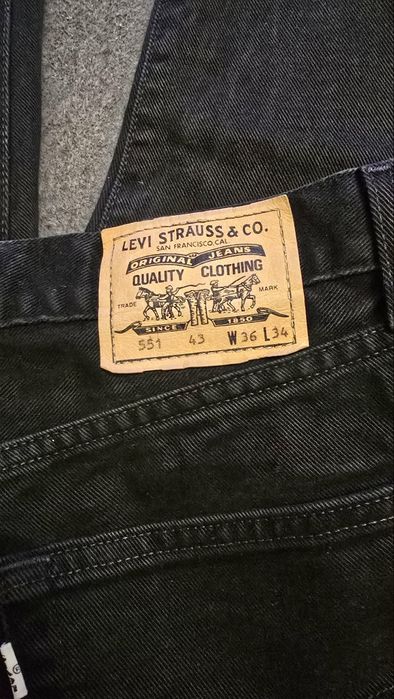 LEVI STRAUSS & CO.
SAN FRANCISCO, CAL
ORIGINAL JEANS
QUALITY CLOTHING
TRADE MARK
SINCE 1850
551 43 W 36 L 34